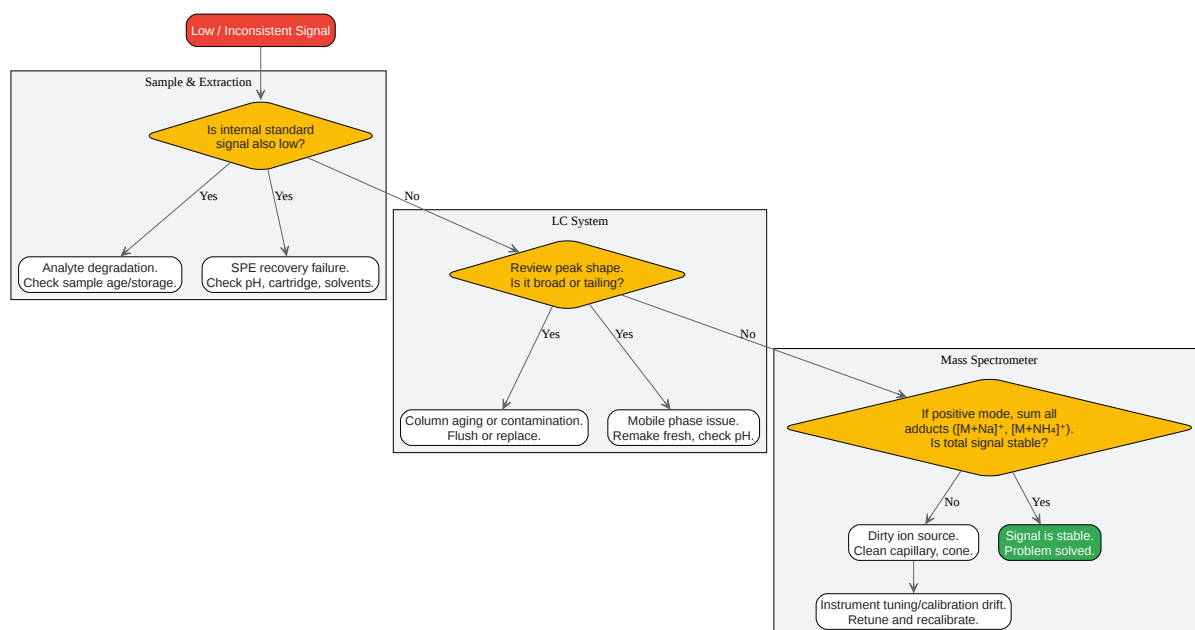 Low / Inconsistent Signal
Sample & Extraction
Is internal standard
signal also low?
Yes
Yes
No
Analyte degradation.
Check sample age/storage.
SPE recovery failure.
Check pH, cartridge, solvents.
LC System
Review peak shape.
Is it broad or tailing?
Yes
Yes
No
Column aging or contamination.
Flush or replace.
Mobile phase issue.
Remake fresh, check pH.
Mass Spectrometer
If positive mode, sum all
adducts ([M+Na]⁺, [M+NH₄]⁺).
Is total signal stable?
No
Yes
Dirty ion source.
Clean capillary, cone.
Signal is stable.
Problem solved.
Instrument tuning/calibration drift.
Retune and recalibrate.